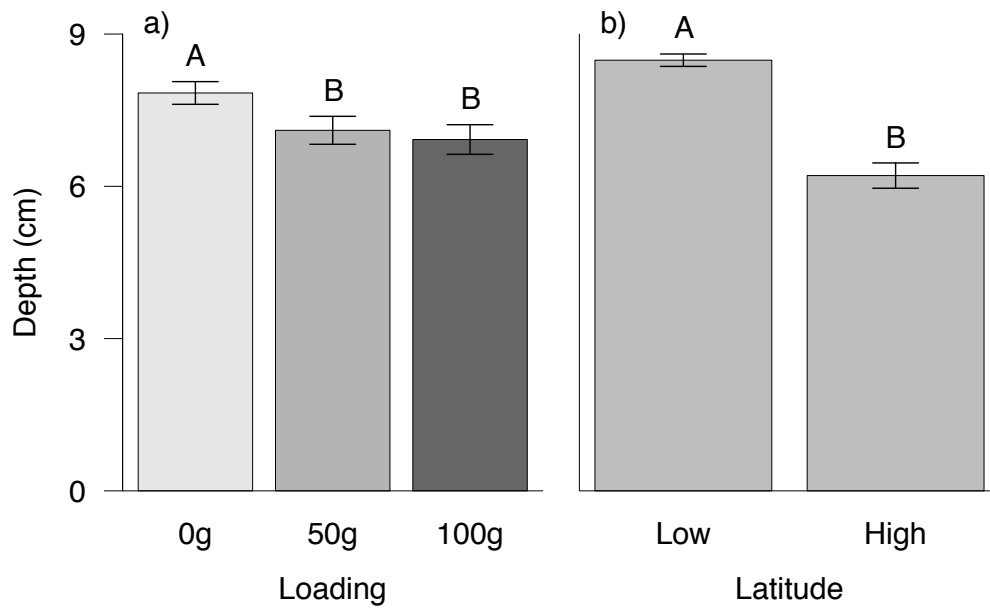 a)
A
B
B
b)
A
B
9
6
3
0
Depth (cm)
0g 50g 100g
Loading
Low High
Latitude